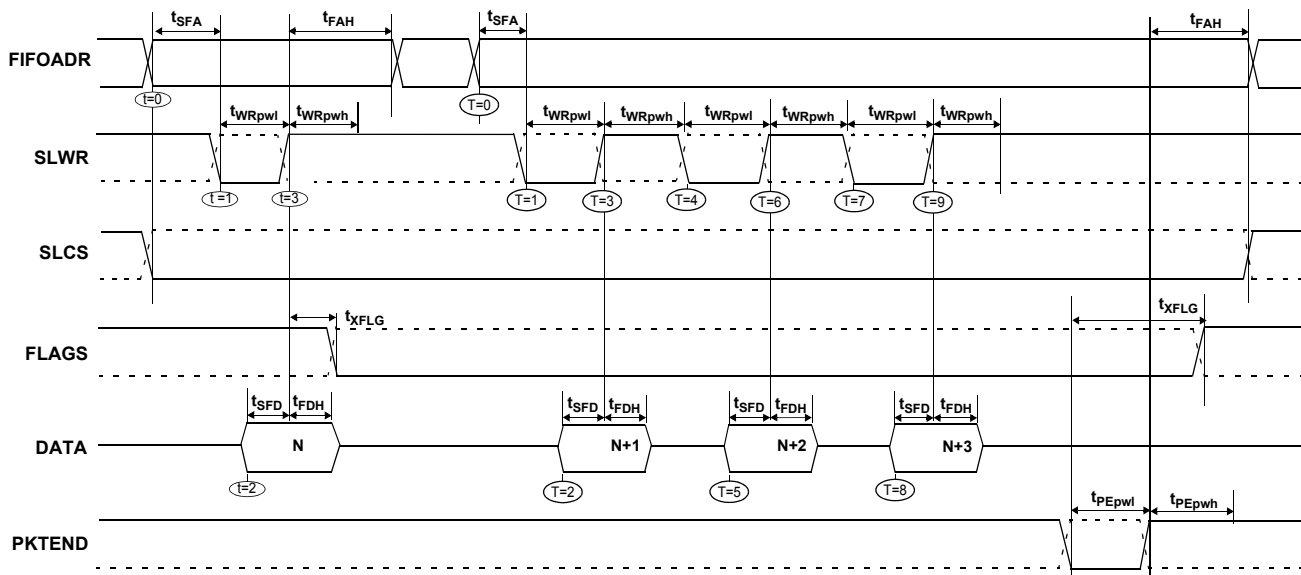 tSFA tFAH tSFA tFAH
FIFOADR
t=0 T=0
tWRpwl tWRpwh tWRpwl tWRpwh tWRpwl tWRpwh tWRpwl tWRpwh
SLWR
t =1 t=3 T=1 T=3 T=4 T=6 T=7 T=9
SLCS
tXFLG tXFLG
FLAGS
tSFD tFDH tSFD tFDH tSFD tFDH tSFD tFDH
DATA N N+1 N+2 N+3
t=2 T=2 T=5 T=8
tPEpwl tPEpwh
PKTEND